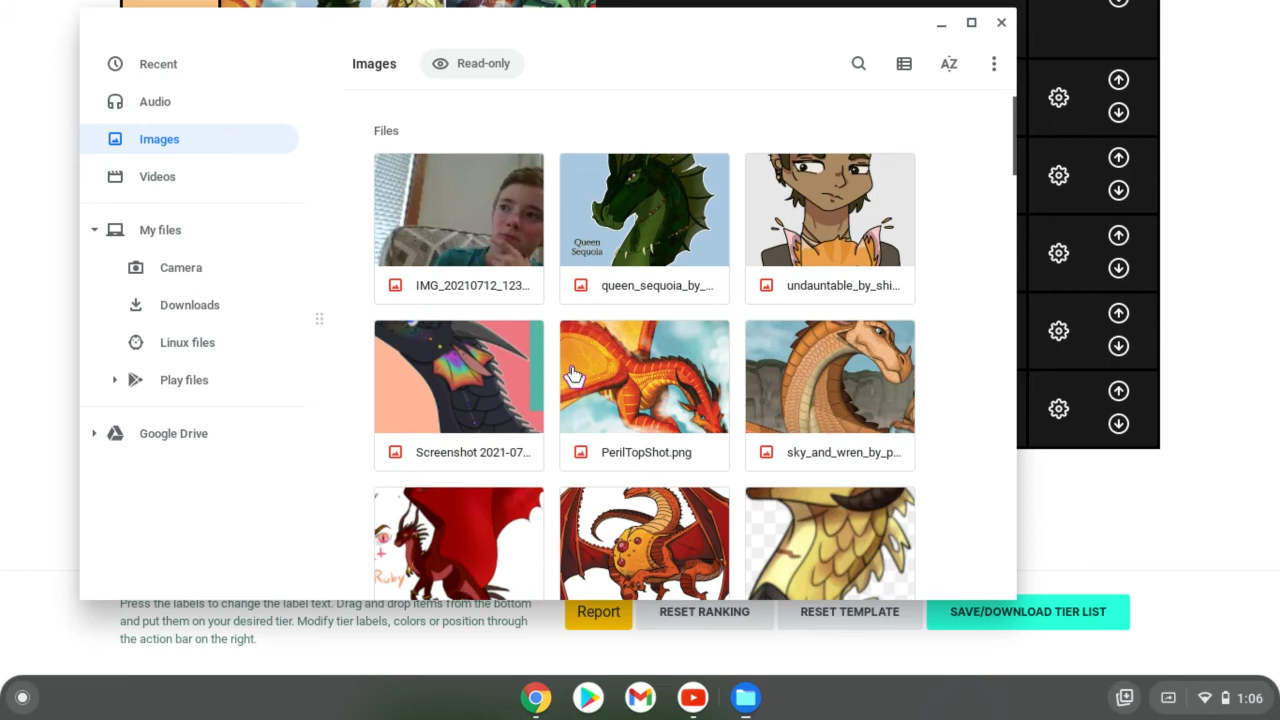 Recent
Audio
Images
Videos
My files
Camera
Downloads
Linux files
Play files
Google Drive
Images
Read-only
AZ
Files
Queen
Sequoia
IMG_20210712_123...
queen_sequoia_by_...
undauntable_by_shi...
Screenshot 2021-07...
PerilTopShot.png
sky_and_wren_by_p...
Ruby
Press the labels to change the label text. Drag and drop items from the bottom
and put them on your desired tier. Modify tier labels, colors or position through
the action bar on the right.
Report
RESET RANKING
RESET TEMPLATE
SAVE/DOWNLOAD TIER LIST
1:06